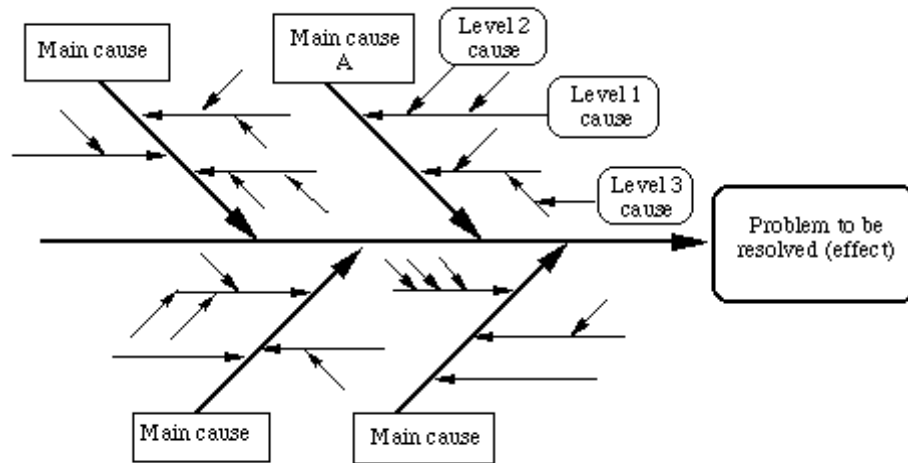 Main cause
Main cause
A
Level 2
cause
Level 1
cause
Level 3
cause
Problem to be
resolved (effect)
Main cause
Main cause